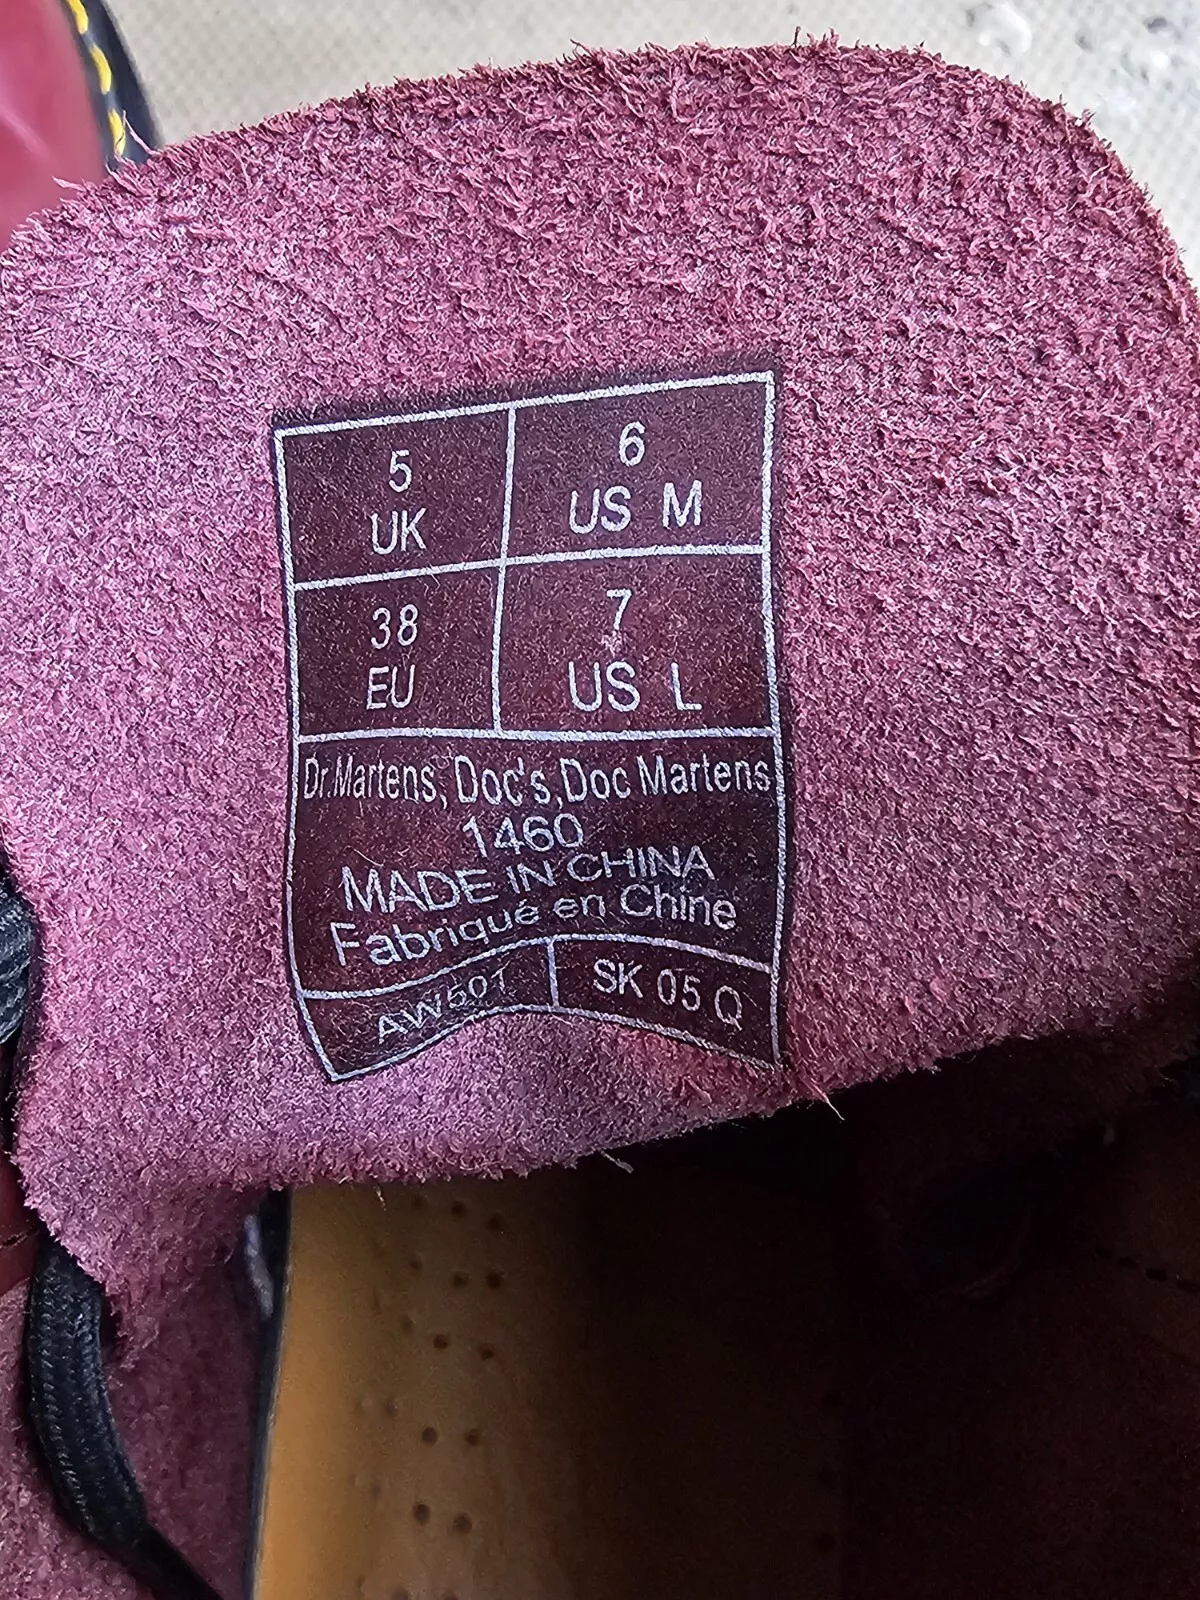 5
UK
6
US M
38
EU
7
US L
Dr.Martens, Doc's, Doc Martens
1460
MADE IN CHINA
Fabriqué en Chine
AW501
SK 05 Q